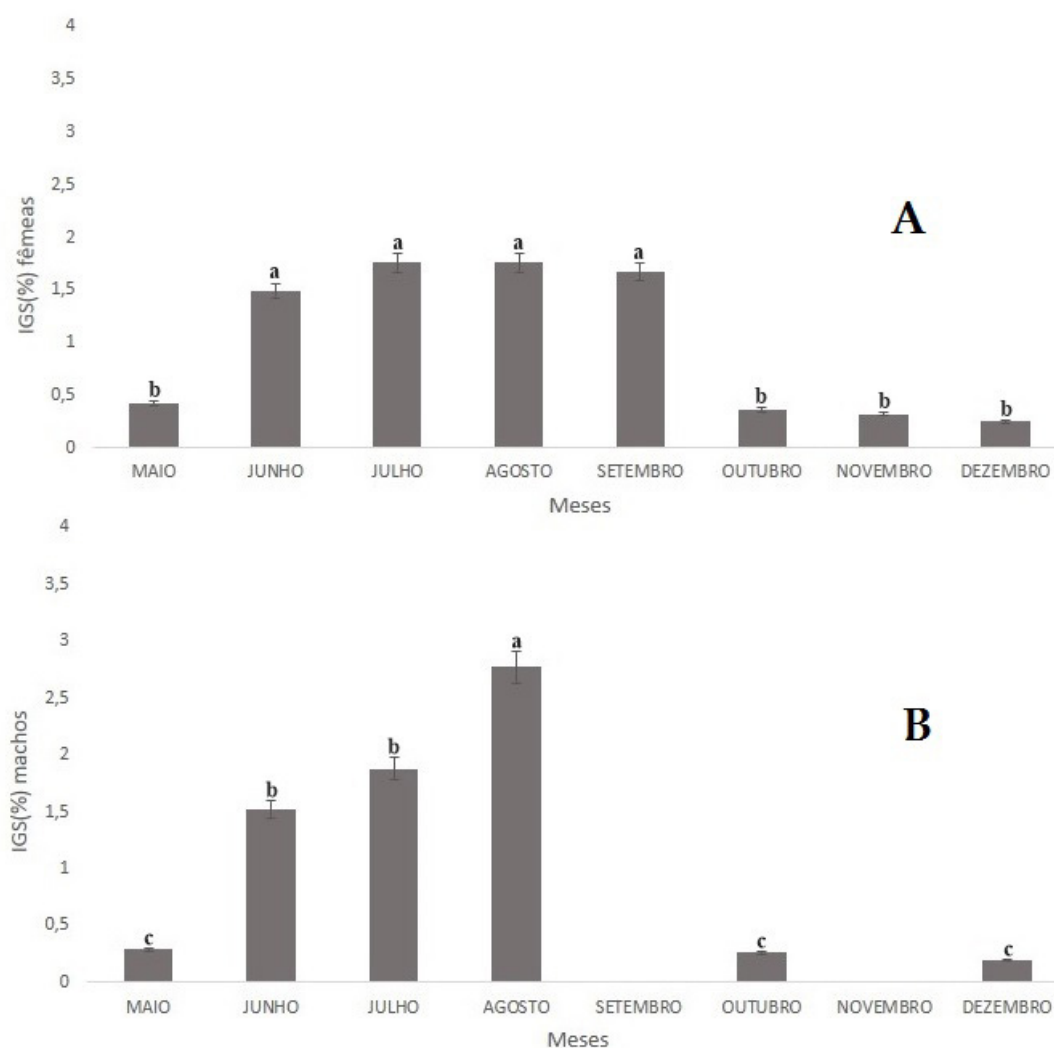 4
3,5
3
2,5
2
1,5
1
0,5
0
IGS(%) fêmeas
A
b
a
a
a
a
b
b
b
MAIO JUNHO JULHO AGOSTO SETEMBRO OUTUBRO NOVEMBRO DEZEMBRO
Meses
4
3,5
3
2,5
2
1,5
1
0,5
0
IGS(%) machos
B
c
b
b
a
c
c
MAIO JUNHO JULHO AGOSTO SETEMBRO OUTUBRO NOVEMBRO DEZEMBRO
Meses